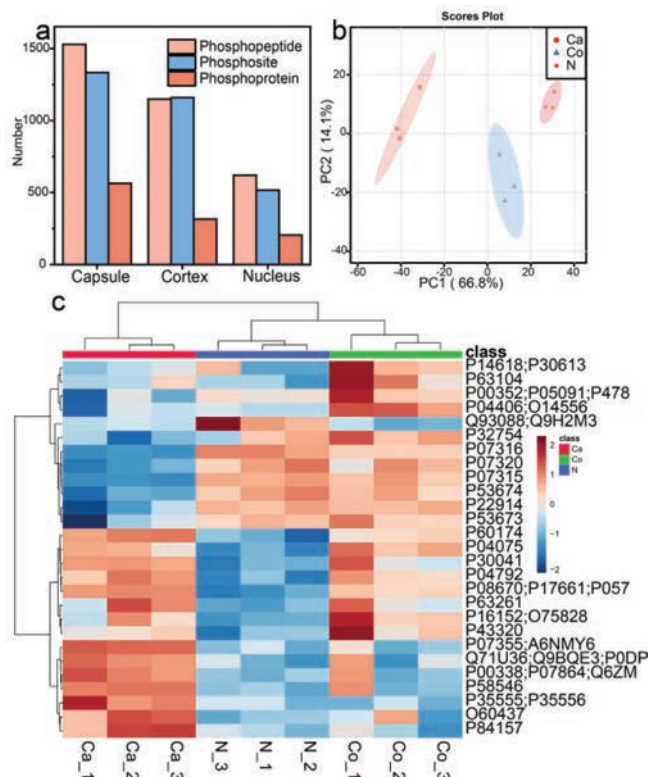 a
1500
1000
500
0
Number
Phosphopeptide
Phosphosite
Phosphoprotein
Capsule
Cortex
Nucleus
b
Scores Plot
Ca
Co
N
20
0
-20
-40
PC2 ( 14.1%)
-60
-40
-20
0
20
40
PC1 ( 66.8%)
c
class
P14618;P30613
P63104
P00352;P05091;P478
P04406;O14556
Q93088;Q9H2M3
P32754
P07316
P07320
P07315
P53674
P22914
P53673
P60174
P04075
P30041
P04792
P08670;P17661;P057
P63261
P16152;O75828
P43320
P07355;A6NMY6
Q71U36;Q9BQE3;P0DP
P00338;P07864;Q6ZM
P58546
P35555;P35556
O60437
P84157
class
Ca
Co
N
2
1
0
−1
−2
Ca_1
Ca_2
Ca_3
N_3
N_1
N_2
Co_1
Co_2
Co_3